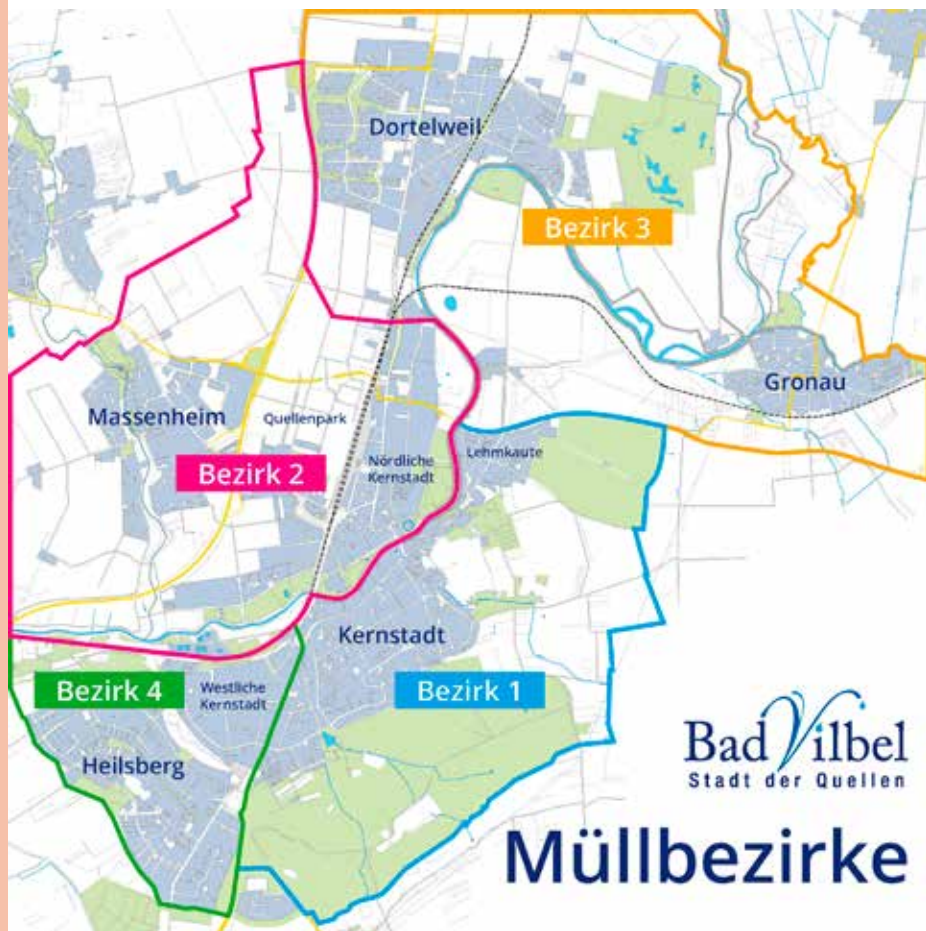 Dortelweil
Bezirk 3
Gronau
Massenheim
Quellenpark
Bezirk 2
Nördliche
Kernstadt
Lehmkaute
Kernstadt
Bezirk 4
Westliche
Kernstadt
Bezirk 1
Heilsberg
Bad Vilbel
Stadt der Quellen
Müllbezirke